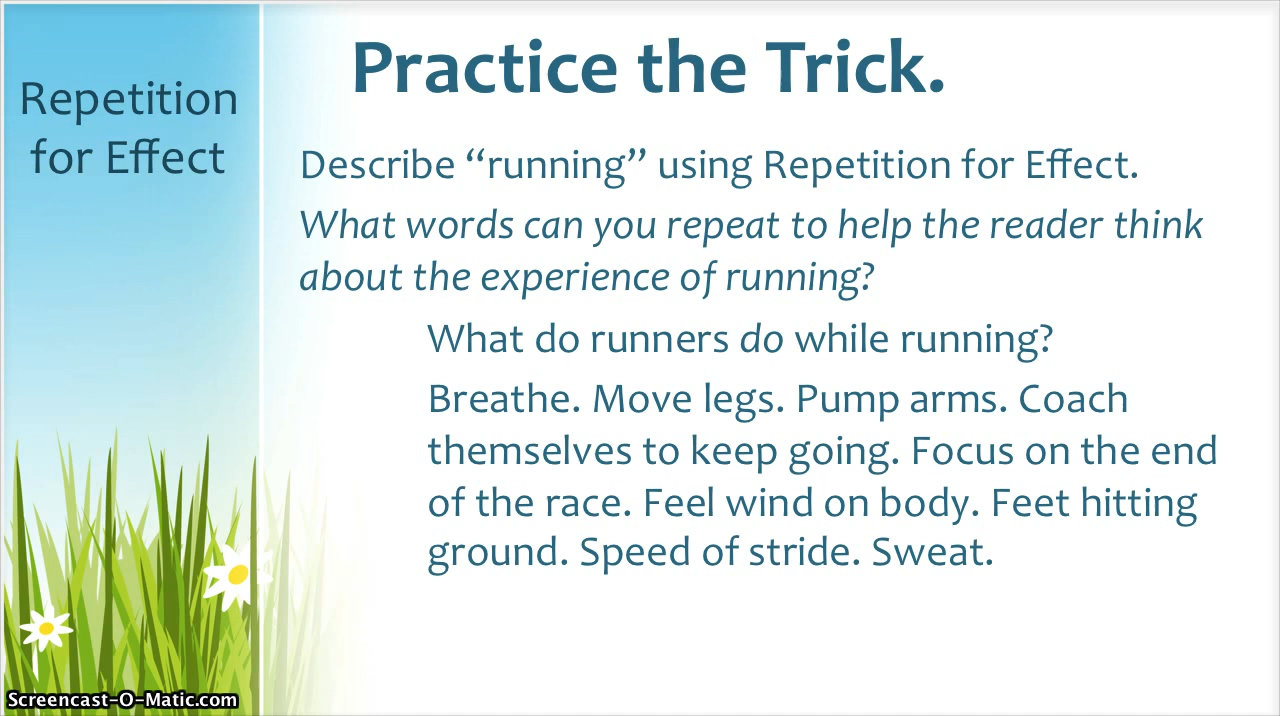 Repetition
for Effect
Practice the Trick.
Describe “running” using Repetition for Effect.
What words can you repeat to help the reader think
about the experience of running?
What do runners do while running?
Breathe. Move legs. Pump arms. Coach
themselves to keep going. Focus on the end
of the race. Feel wind on body. Feet hitting
ground. Speed of stride. Sweat.
Screencast-O-Matic.com